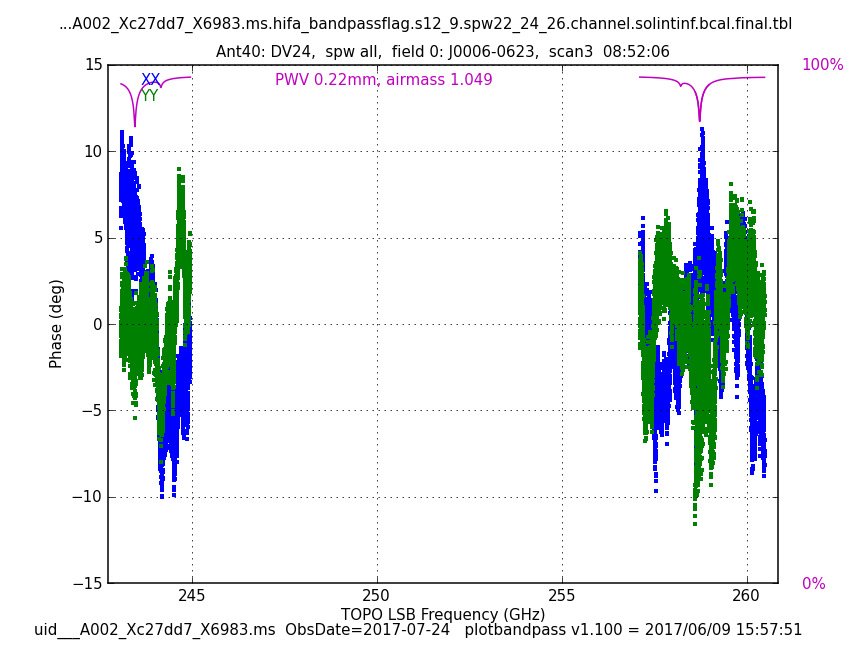 ...A002_Xc27dd7_X6983.ms.hifa_bandpassflag.s12_9.spw22_24_26.channel.solintinf.bcal.final.tbl
Ant40: DV24,  spw all,  field 0: J0006-0623,  scan3  08:52:06
15 100%
XX PWV 0.22mm, airmass 1.049
YY
10
5
0
Phase (deg)
−5
−10
−15 0%
245 250 255 260
TOPO LSB Frequency (GHz)
uid___A002_Xc27dd7_X6983.ms  ObsDate=2017-07-24   plotbandpass v1.100 = 2017/06/09 15:57:51